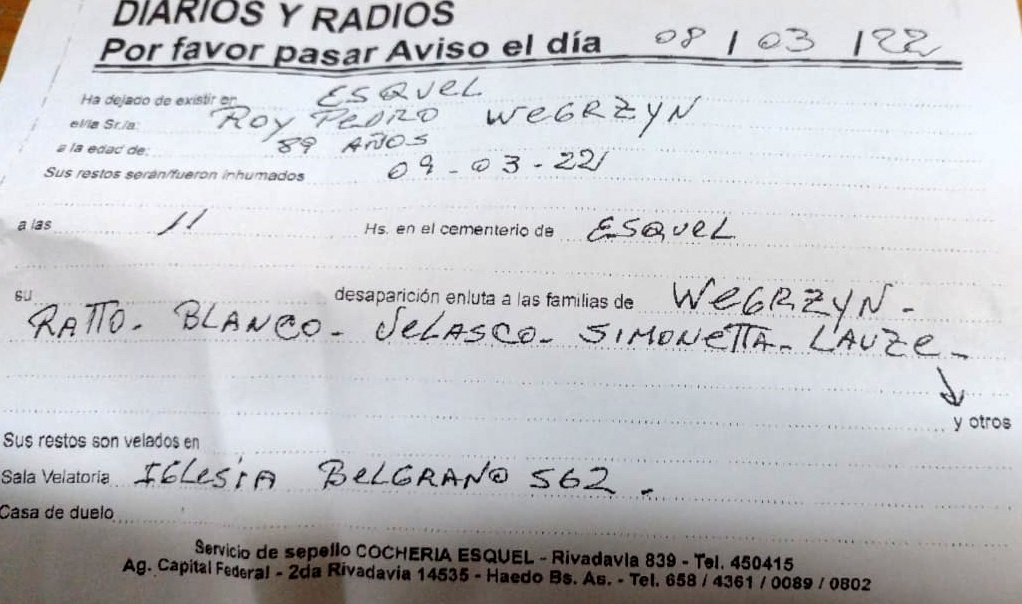 DIARIOS Y RADIOS
Por favor pasar Aviso el día 08 / 03 / 22
Ha dejado de existir en ESQUEL
el/la Sr./a: ROY PEDRO WEGRZYN
a la edad de: 89 AÑOS
Sus restos serán/fueron inhumados 09-03-22
a las 11 Hs. en el cementerio de ESQUEL
su desaparición enluta a las familias de WEGRZYN-
RATTO- BLANCO- VELASCO- SIMONETTA- LAUZE-
y otros
Sus restos son velados en
Sala Velatoria IGLESIA BELGRANO 562-
Casa de duelo
Servicio de sepelio COCHERIA ESQUEL - Rivadavia 839 - Tel. 450415
Ag. Capital Federal - 2da Rivadavia 14535 - Haedo Bs. As. - Tel. 658 / 4361 / 0089 / 0802